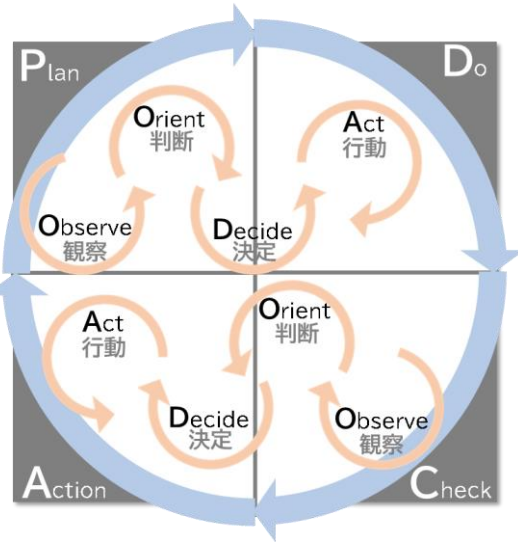 Plan
Do
Orient
判断
Act
行動
Observe
観察
Decide
決定
Act
行動
Orient
判断
Decide
決定
Observe
観察
Action
Check